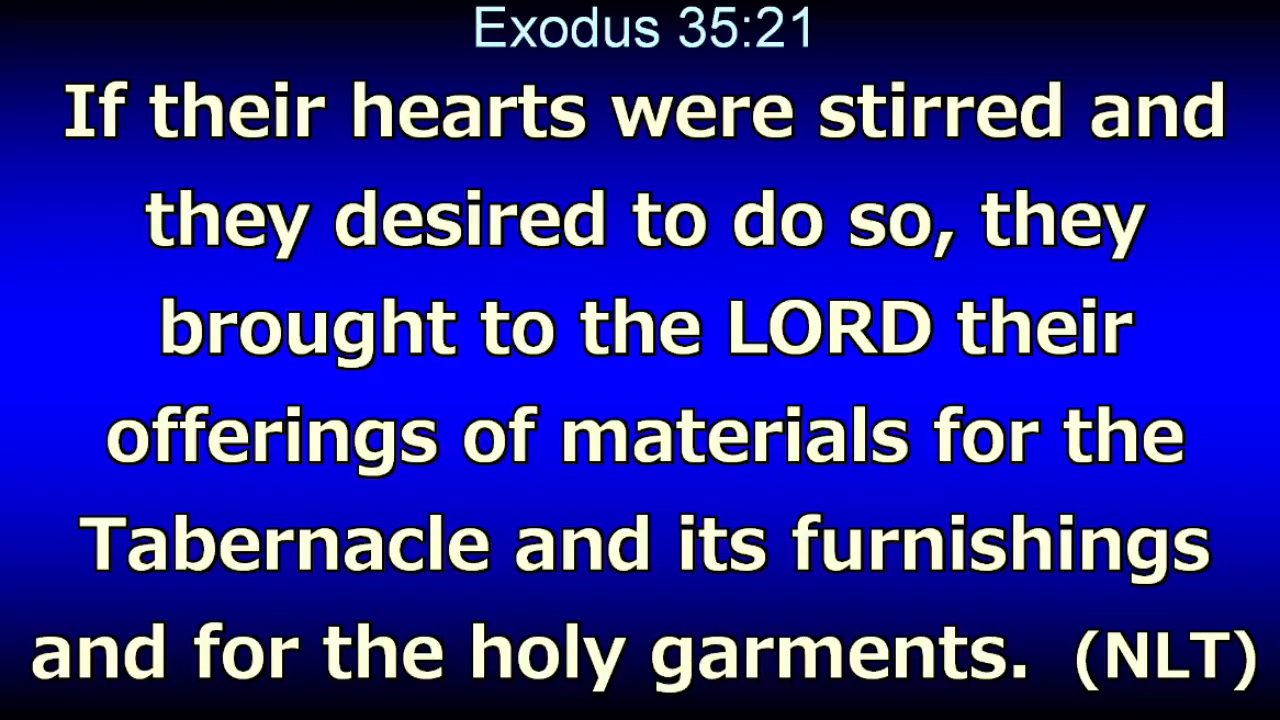 Exodus 35:21
If their hearts were stirred and
they desired to do so, they
brought to the LORD their
offerings of materials for the
Tabernacle and its furnishings
and for the holy garments. (NLT)